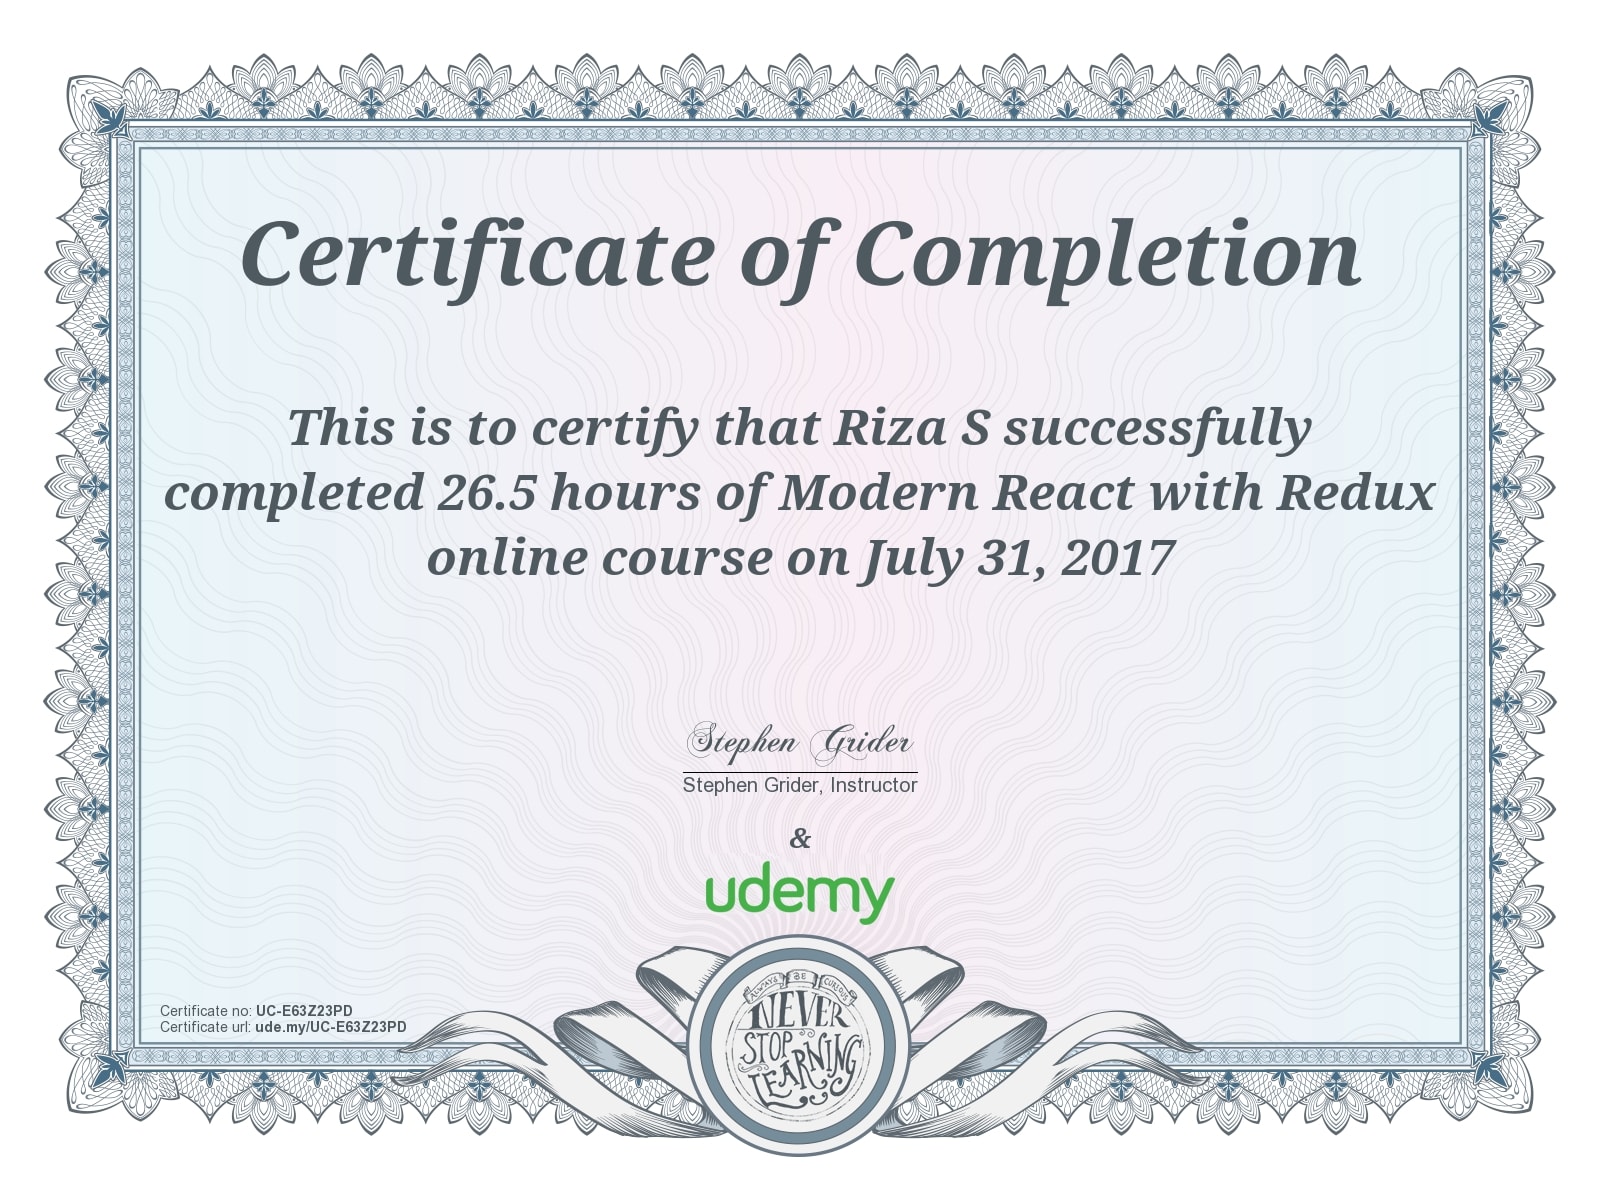 Certificate of Completion
This is to certify that Riza S successfully
completed 26.5 hours of Modern React with Redux
online course on July 31, 2017
Stephen Grider
Stephen Grider, Instructor
&
udemy
Certificate no: UC-E63Z23PD
Certificate url: ude.my/UC-E63Z23PD
ALWAYS BE CURIOUS
NEVER
STOP
LEARNING